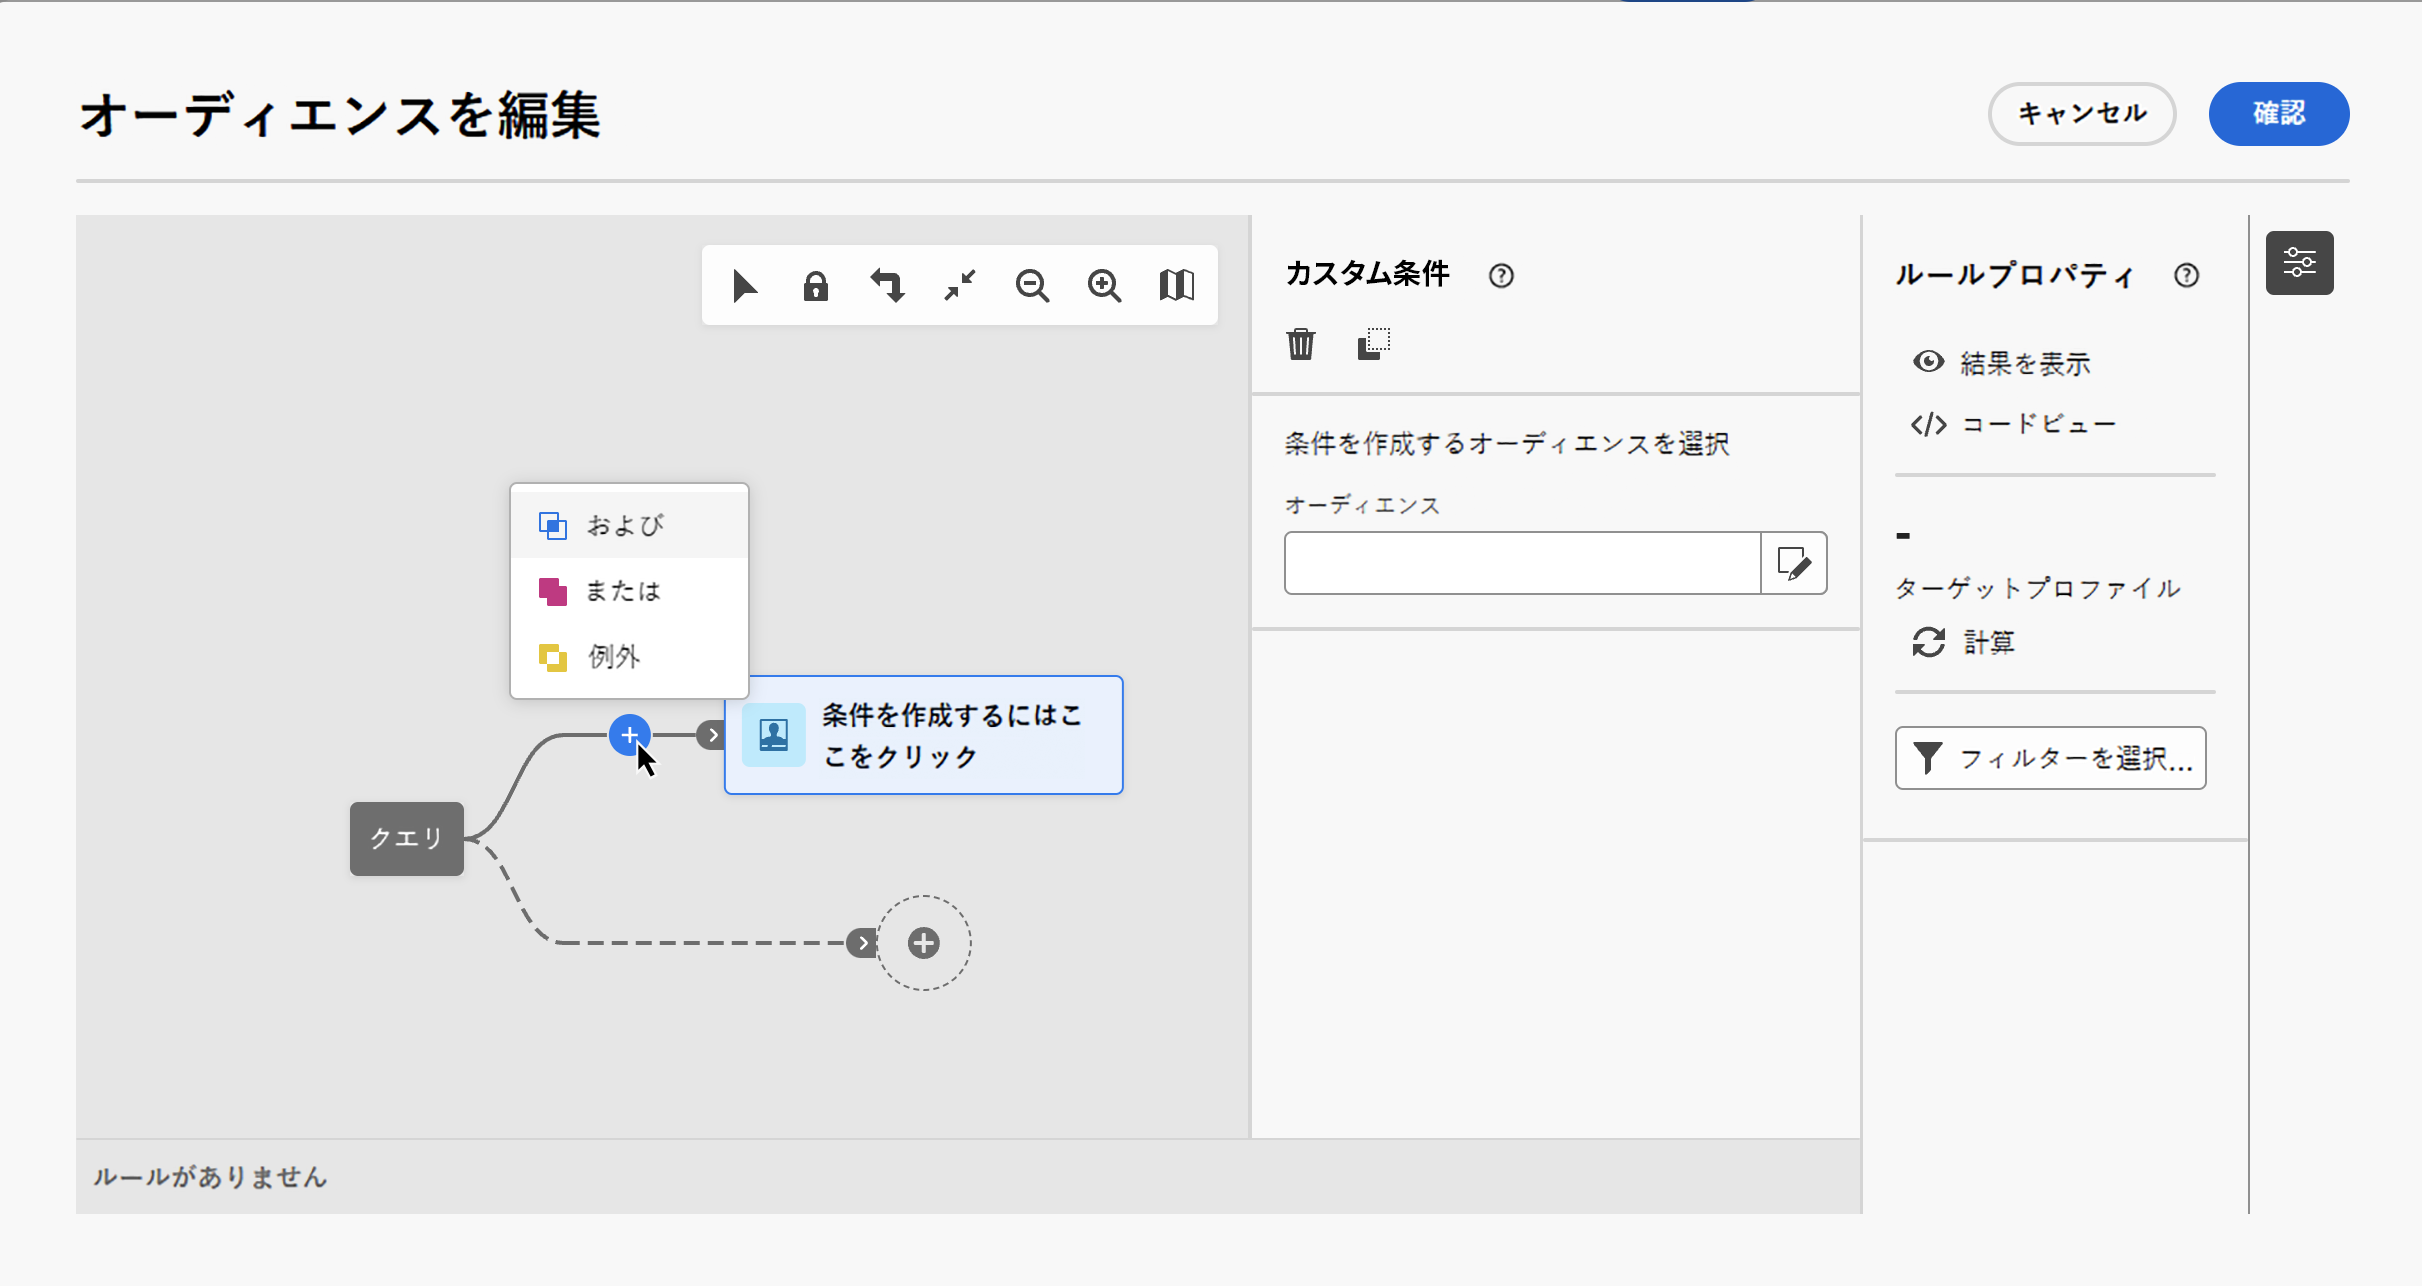 オーディエンスを編集
キャンセル
確認
カスタム条件
条件を作成するオーディエンスを選択
オーディエンス
ルールプロパティ
結果を表示
コードビュー
-
ターゲットプロファイル
計算
フィルターを選択...
および
または
例外
条件を作成するにはこ
こをクリック
クエリ
ルールがありません